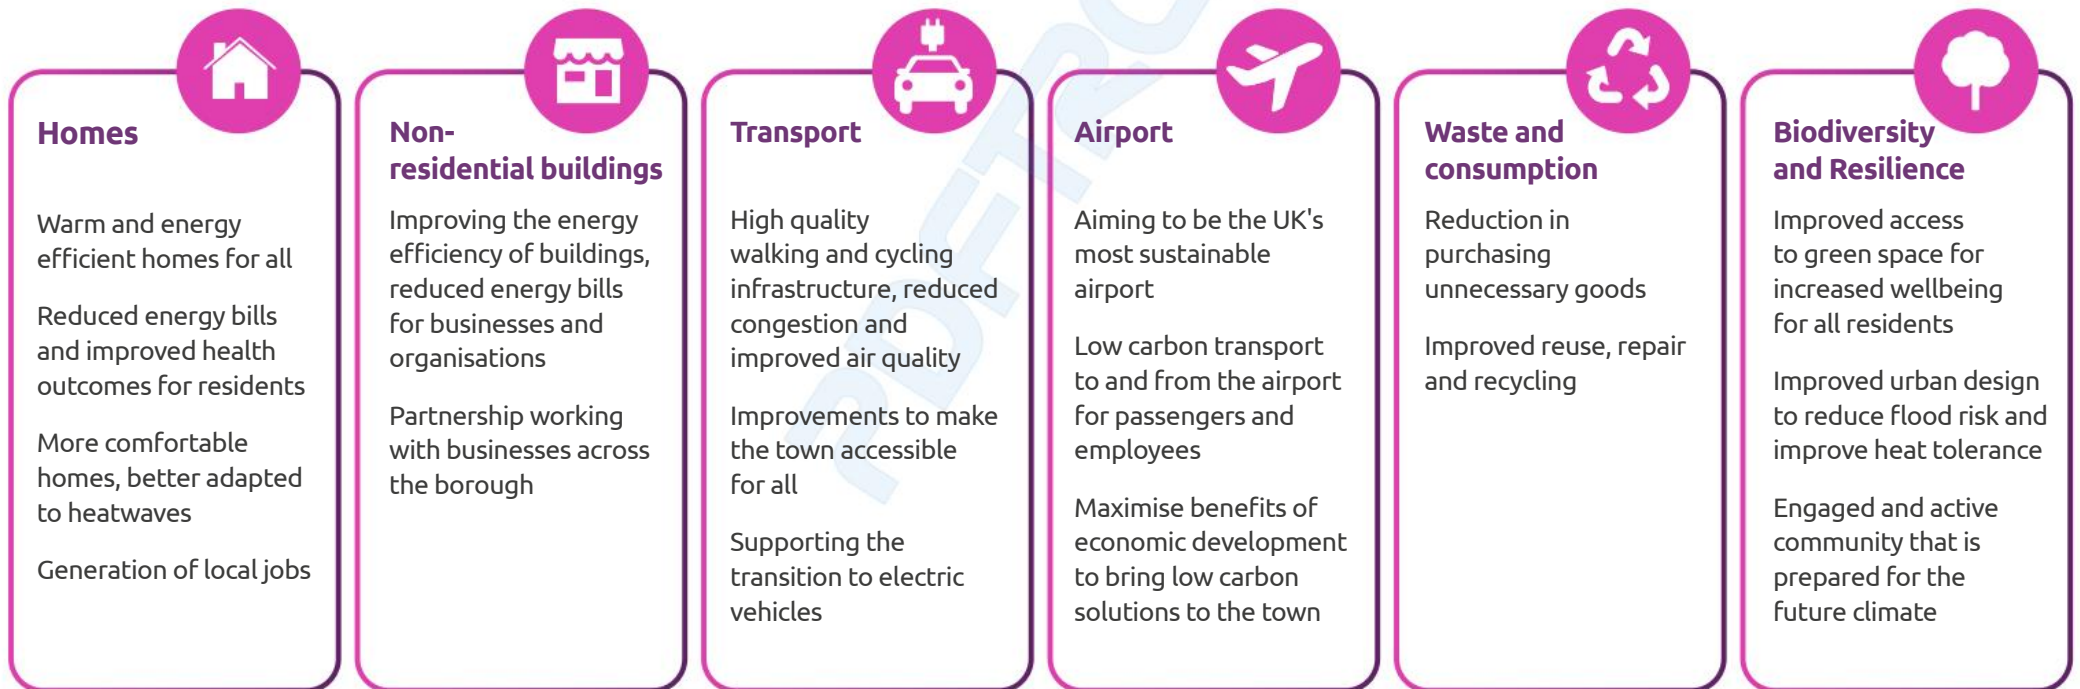 Homes
Warm and energy
efficient homes for all
Reduced energy bills
and improved health
outcomes for residents
More comfortable
homes, better adapted
to heatwaves
Generation of local jobs
Non-
residential buildings
Improving the energy
efficiency of buildings,
reduced energy bills
for businesses and
organisations
Partnership working
with businesses across
the borough
Transport
High quality
walking and cycling
infrastructure, reduced
congestion and
improved air quality
Improvements to make
the town accessible
for all
Supporting the
transition to electric
vehicles
Airport
Aiming to be the UK's
most sustainable
airport
Low carbon transport
to and from the airport
for passengers and
employees
Maximise benefits of
economic development
to bring low carbon
solutions to the town
Waste and
consumption
Reduction in
purchasing
unnecessary goods
Improved reuse, repair
and recycling
Biodiversity
and Resilience
Improved access
to green space for
increased wellbeing
for all residents
Improved urban design
to reduce flood risk and
improve heat tolerance
Engaged and active
community that is
prepared for the
future climate